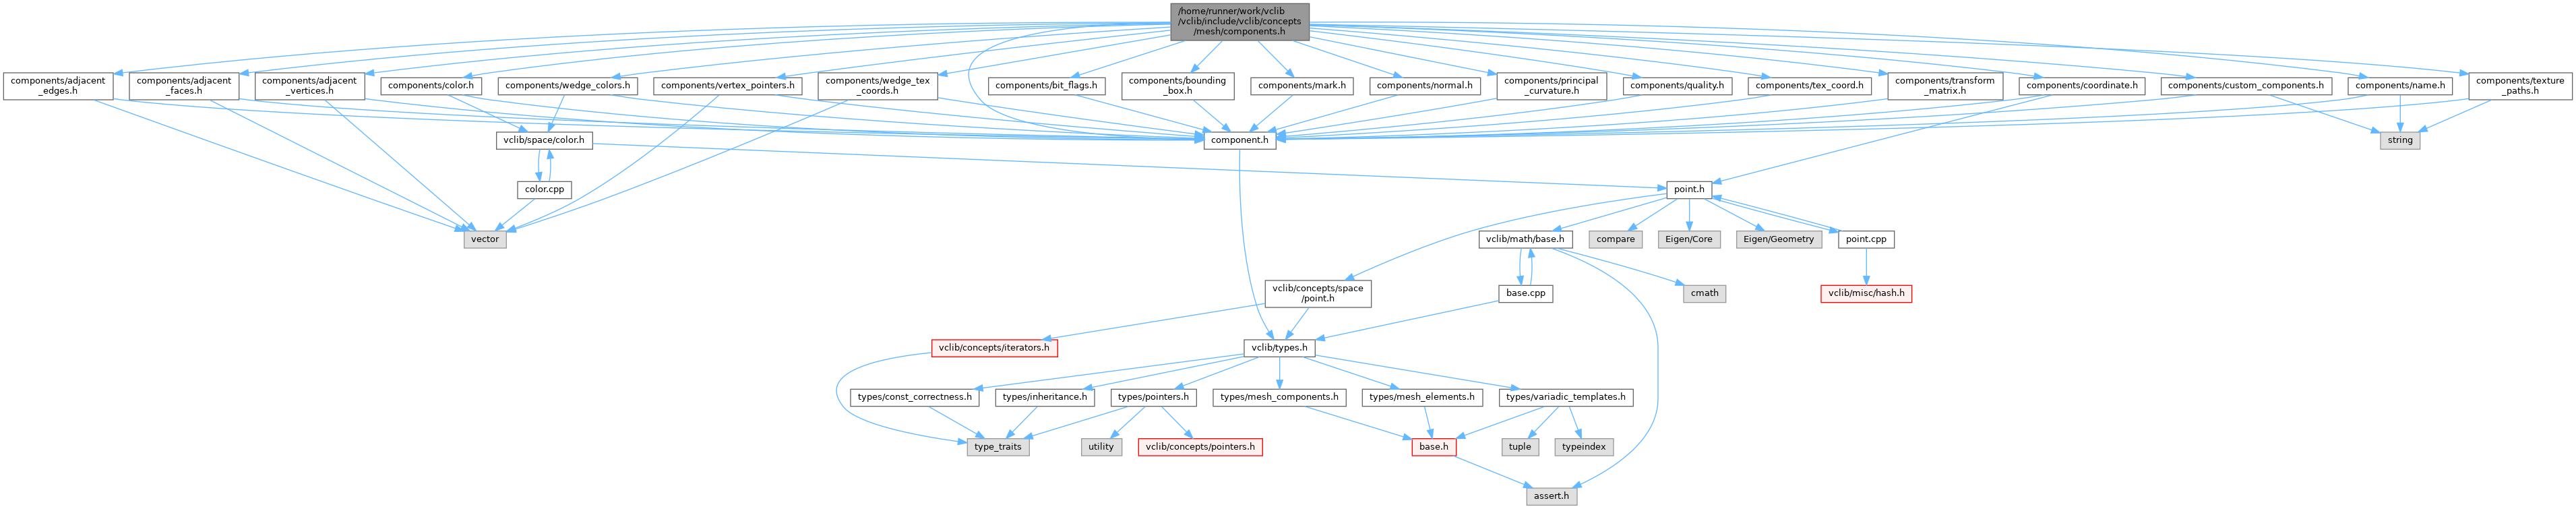 /home/runner/work/vclib
/vclib/include/vclib/concepts
/mesh/components.h
components/adjacent
_edges.h
components/adjacent
_faces.h
components/adjacent
_vertices.h
components/color.h
components/wedge_colors.h
components/vertex_pointers.h
components/wedge_tex
_coords.h
components/bit_flags.h
components/bounding
_box.h
components/mark.h
components/normal.h
components/principal
_curvature.h
components/quality.h
components/tex_coord.h
components/transform
_matrix.h
components/coordinate.h
components/custom_components.h
components/name.h
components/texture
_paths.h
vclib/space/color.h
component.h
string
color.cpp
point.h
vector
vclib/math/base.h
compare
Eigen/Core
Eigen/Geometry
point.cpp
vclib/concepts/space
/point.h
base.cpp
cmath
vclib/misc/hash.h
vclib/concepts/iterators.h
vclib/types.h
types/const_correctness.h
types/inheritance.h
types/pointers.h
types/mesh_components.h
types/mesh_elements.h
types/variadic_templates.h
type_traits
utility
vclib/concepts/pointers.h
base.h
tuple
typeindex
assert.h